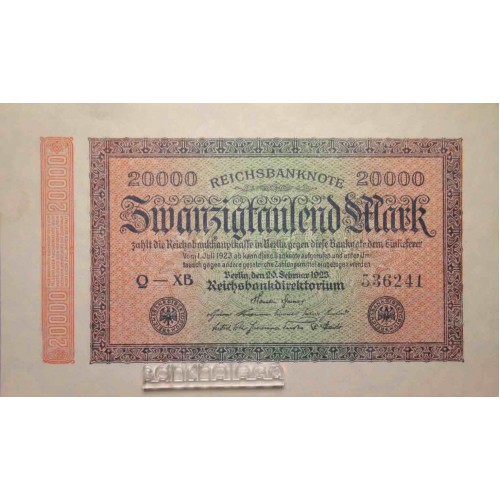 20000 REICHSBANKNOTE 20000
Zwanzigtausend Mark
zahlt die Reichsbankhauptkasse in Berlin gegen diese Banknote dem Einlieferer
Vom 1. Juli 1923 ab kann diese Banknote aufgerufen und unter Um-
tausch gegen andere gesetzliche Zahlungsmittel eingezogen werden
Berlin, den 20. Februar 1923
O—XB Reichsbankdirektorium 536241
20000 20000